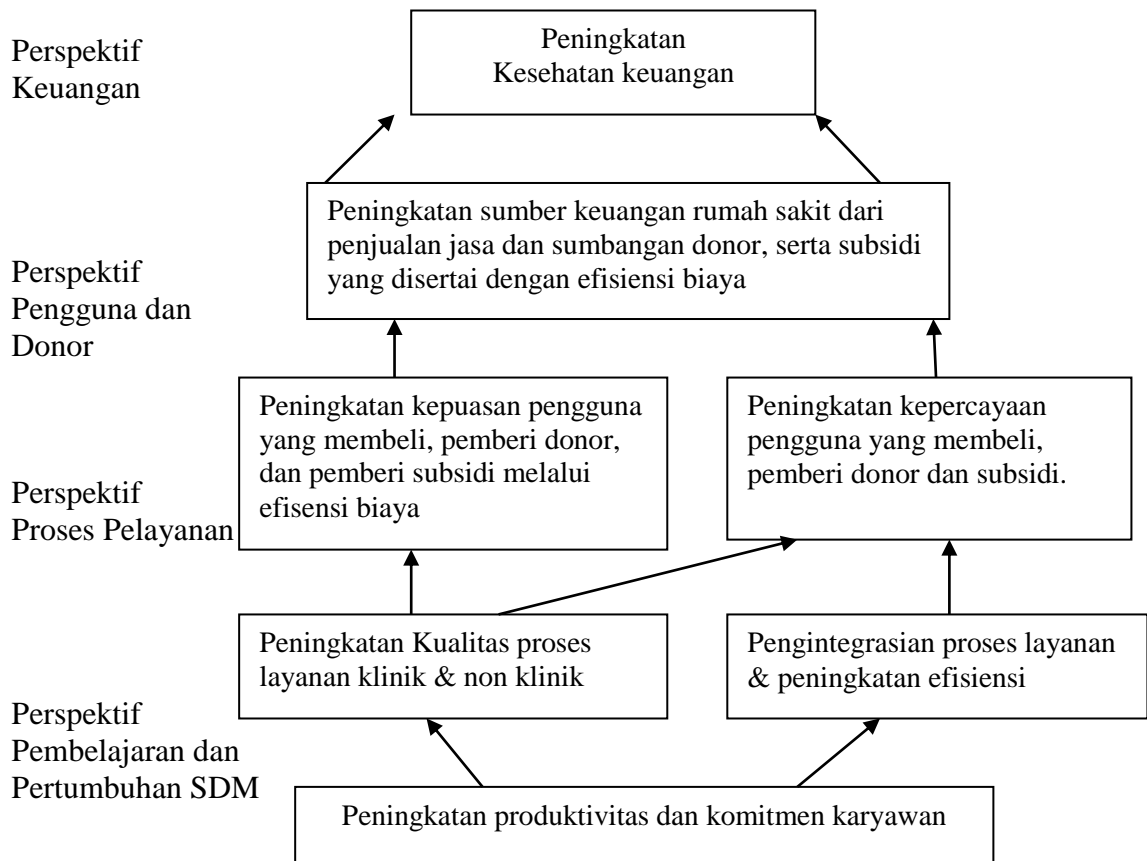 Perspektif
Keuangan
Peningkatan
Kesehatan keuangan
Peningkatan sumber keuangan rumah sakit dari
penjualan jasa dan sumbangan donor, serta subsidi
yang disertai dengan efisiensi biaya
Perspektif
Pengguna dan
Donor
Peningkatan kepuasan pengguna
yang membeli, pemberi donor,
dan pemberi subsidi melalui
efisensi biaya
Peningkatan kepercayaan
pengguna yang membeli,
pemberi donor dan subsidi.
Perspektif
Proses Pelayanan
Peningkatan Kualitas proses
layanan klinik & non klinik
Pengintegrasian proses layanan
& peningkatan efisiensi
Perspektif
Pembelajaran dan
Pertumbuhan SDM
Peningkatan produktivitas dan komitmen karyawan